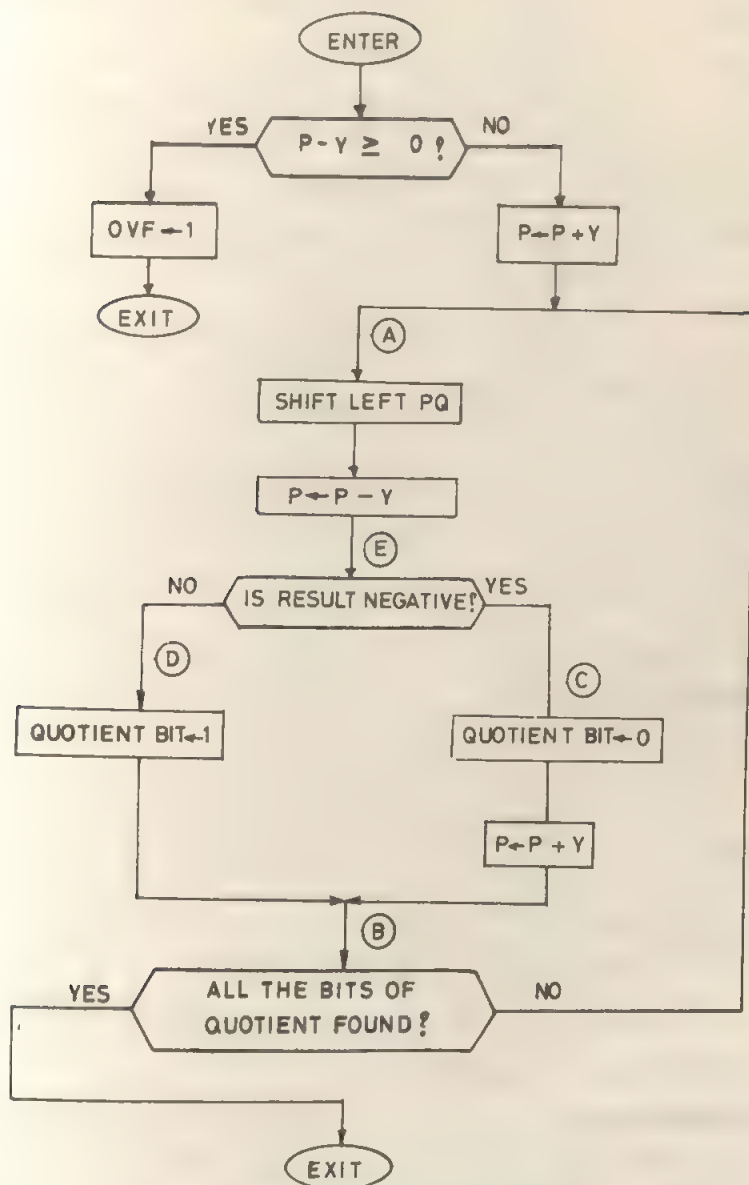 ENTER
YES
P - Y ≥ 0 ?
NO
OVF ← 1
P ← P + Y
EXIT
A
SHIFT LEFT PQ
P ← P - Y
E
NO
IS RESULT NEGATIVE?
YES
D
C
QUOTIENT BIT ← 1
QUOTIENT BIT ← 0
P ← P + Y
B
YES
ALL THE BITS OF
QUOTIENT FOUND?
NO
EXIT